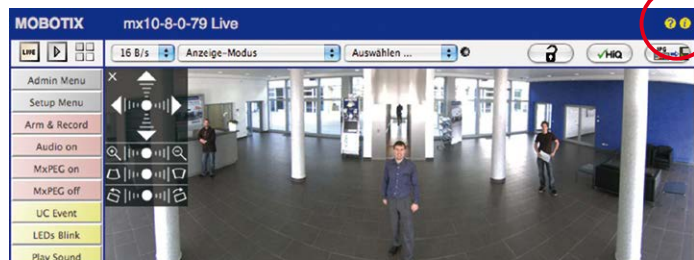 MOBOTIX mx10-8-0-79 Live ? i
LIVE 16 B/s Anzeige-Modus Auswählen ... HiQ JPG
Admin Menu
Setup Menu
Arm & Record
Audio on
MxPEG on
MxPEG off
UC Event
LEDs Blink
Play Sound